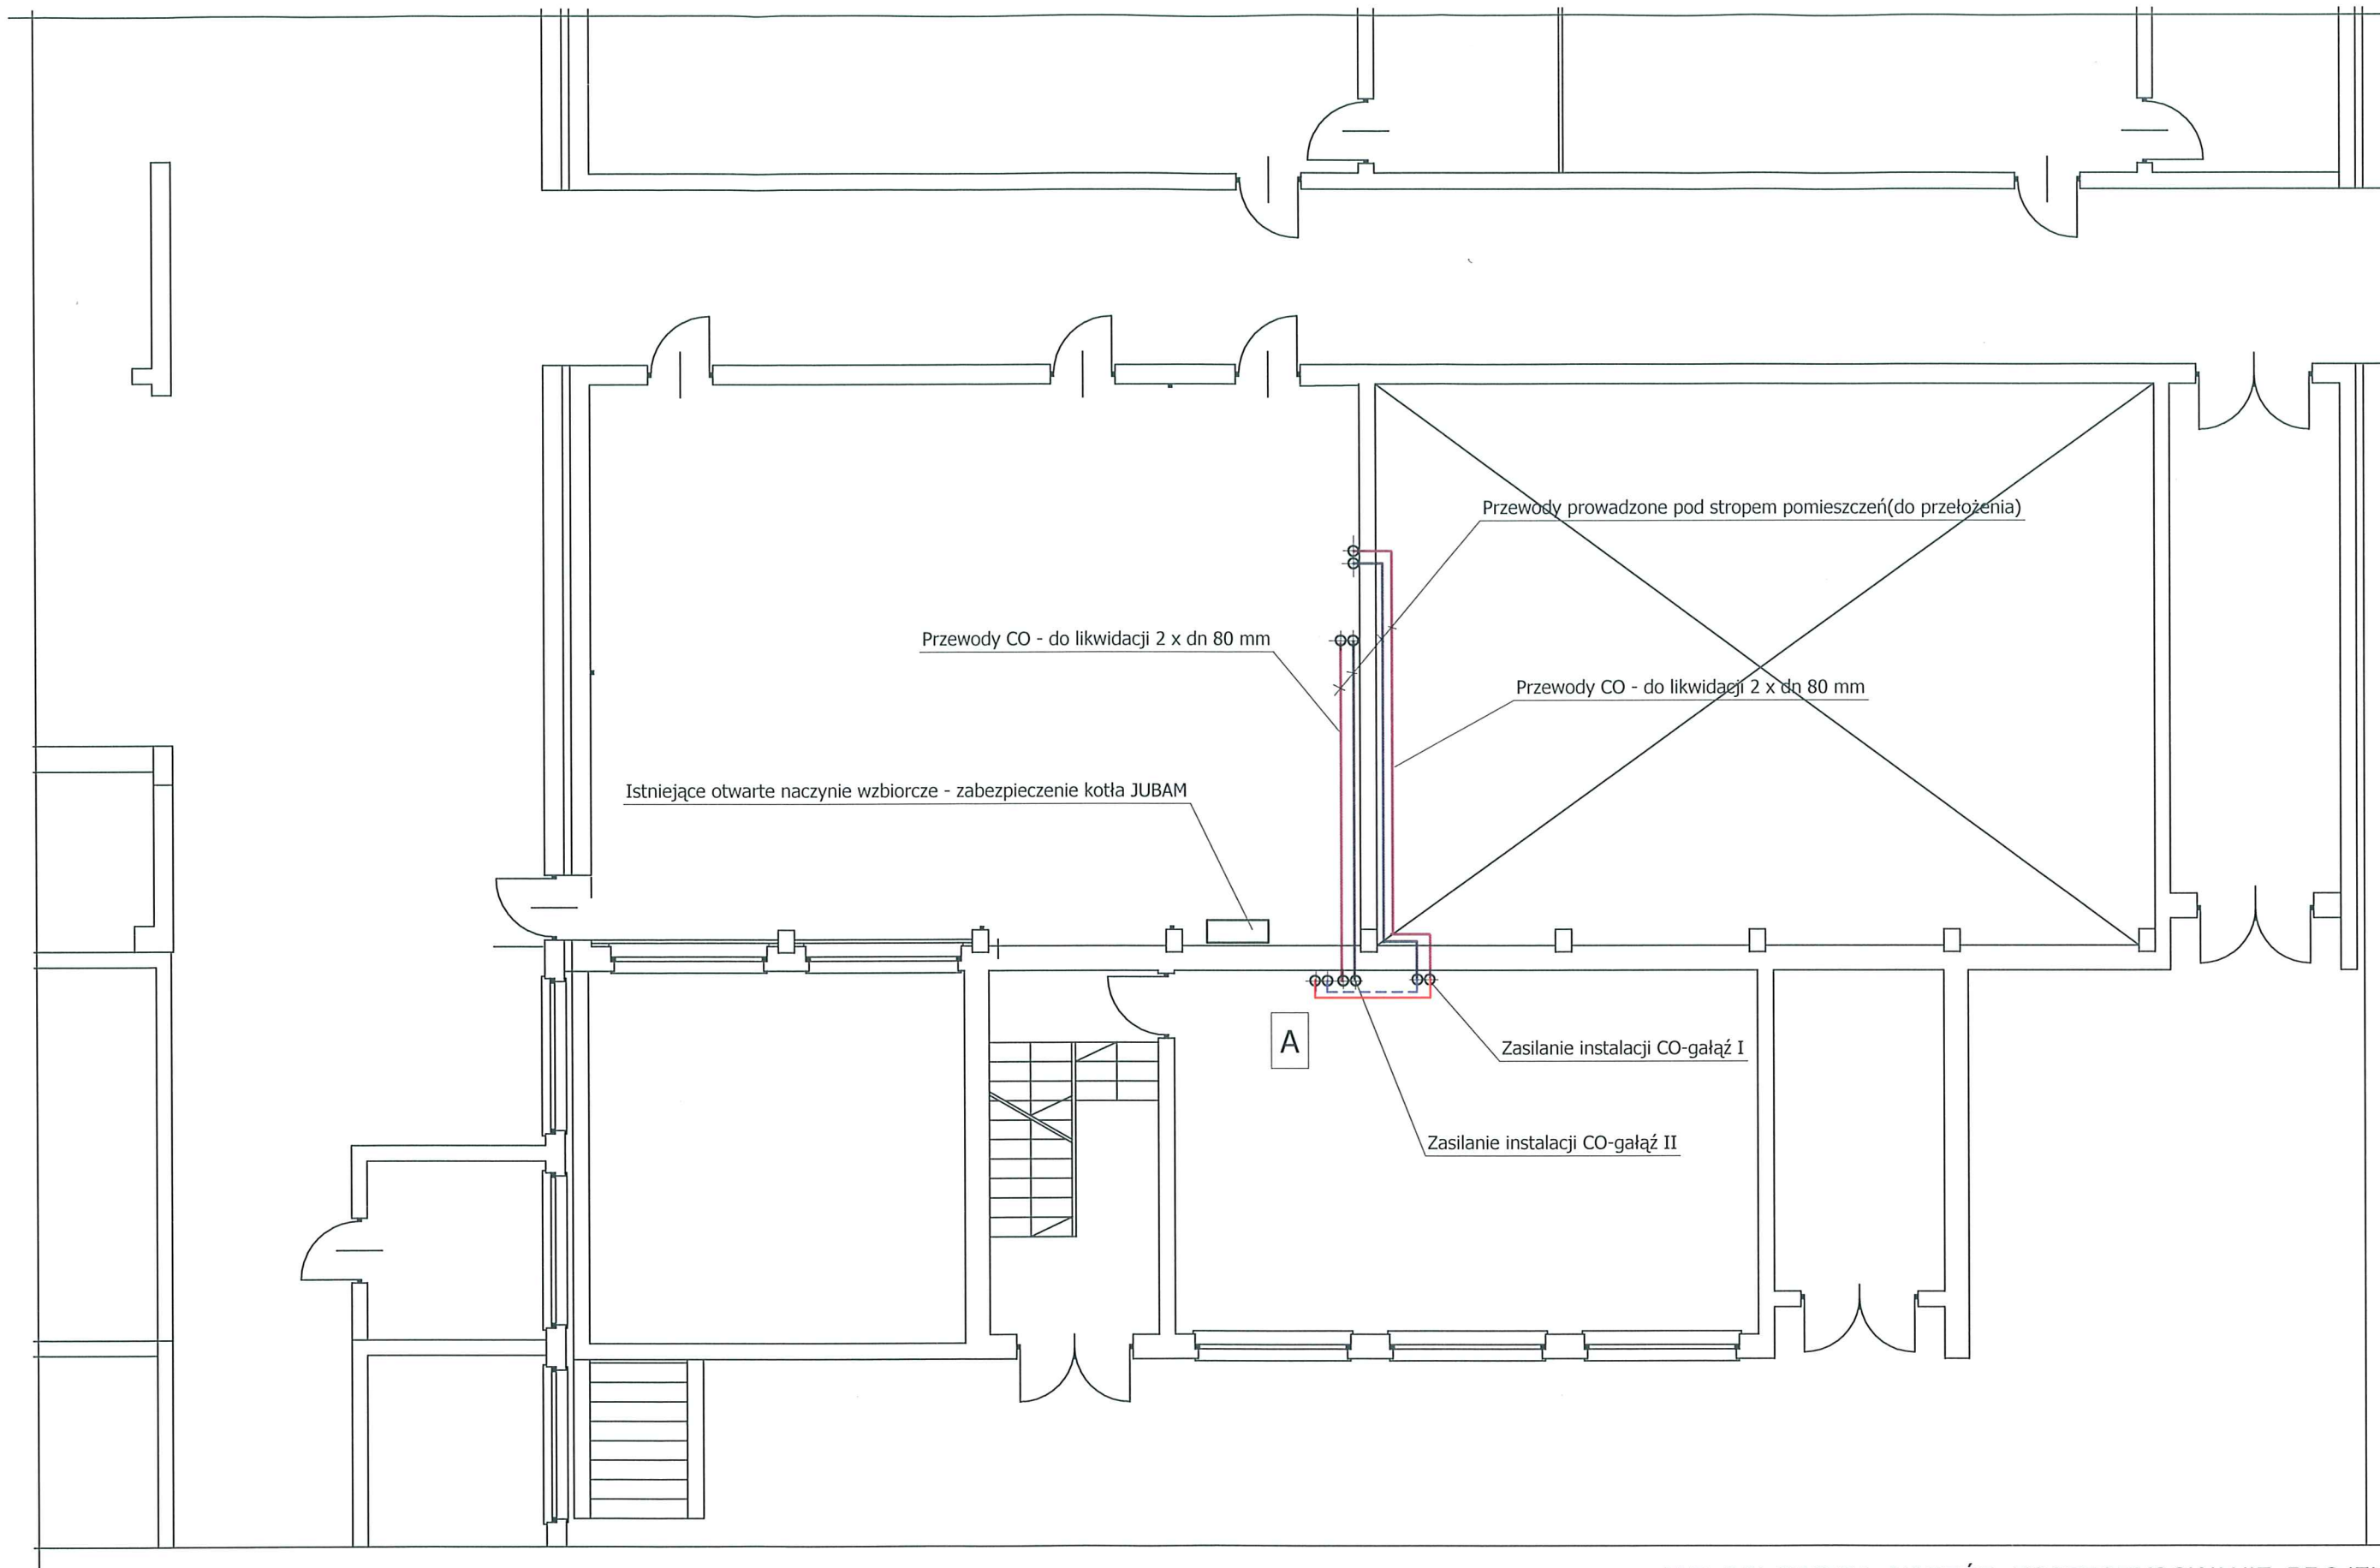 Przewody prowadzone pod stropem pomieszczeń(do przełożenia)
Przewody CO - do likwidacji 2 x dn 80 mm
Przewody CO - do likwidacji 2 x dn 80 mm
Istniejące otwarte naczynie wzbiorcze - zabezpieczenie kotła JUBAM
A
Zasilanie instalacji CO-gałąź I
Zasilanie instalacji CO-gałąź II